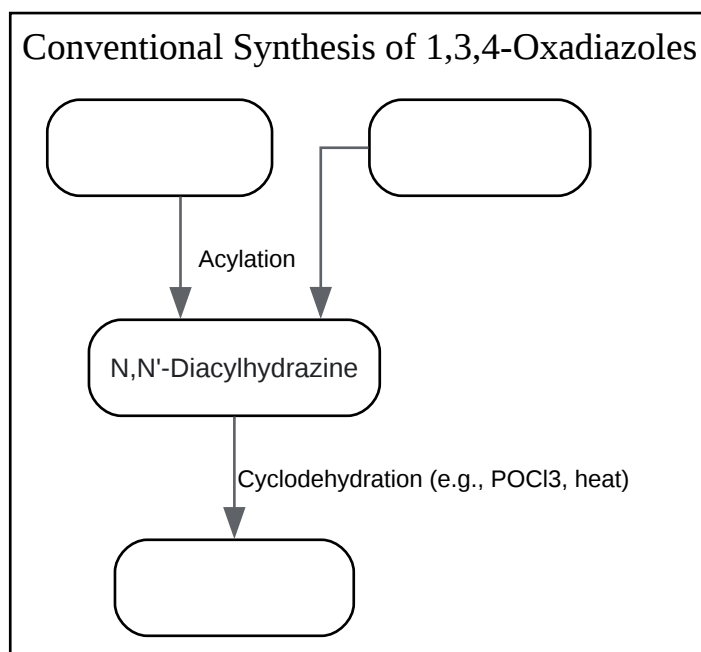 Conventional Synthesis of 1,3,4-Oxadiazoles
Acylation
N,N'-Diacylhydrazine
Cyclodehydration (e.g., POCl3, heat)